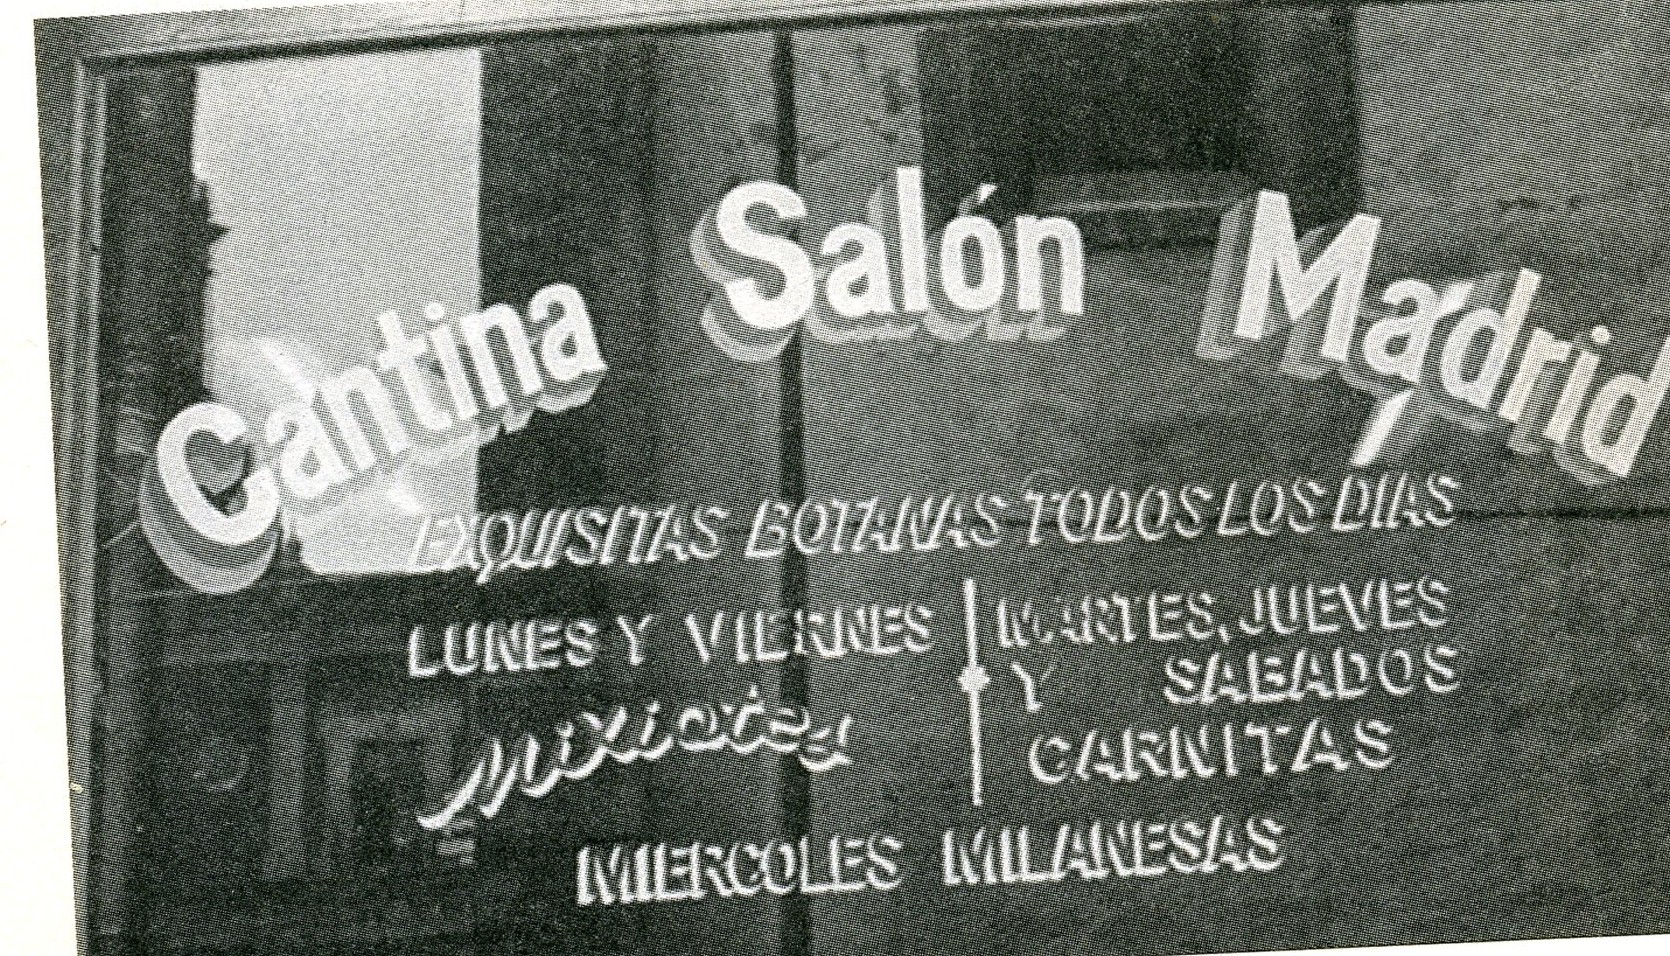 Cantina Salón Madrid
EXQUISITAS BOTANAS TODOS LOS DIAS
LUNES Y VIERNES
Mixiotes
MARTES, JUEVES
Y SABADOS
CARNITAS
MIERCOLES MILANESAS